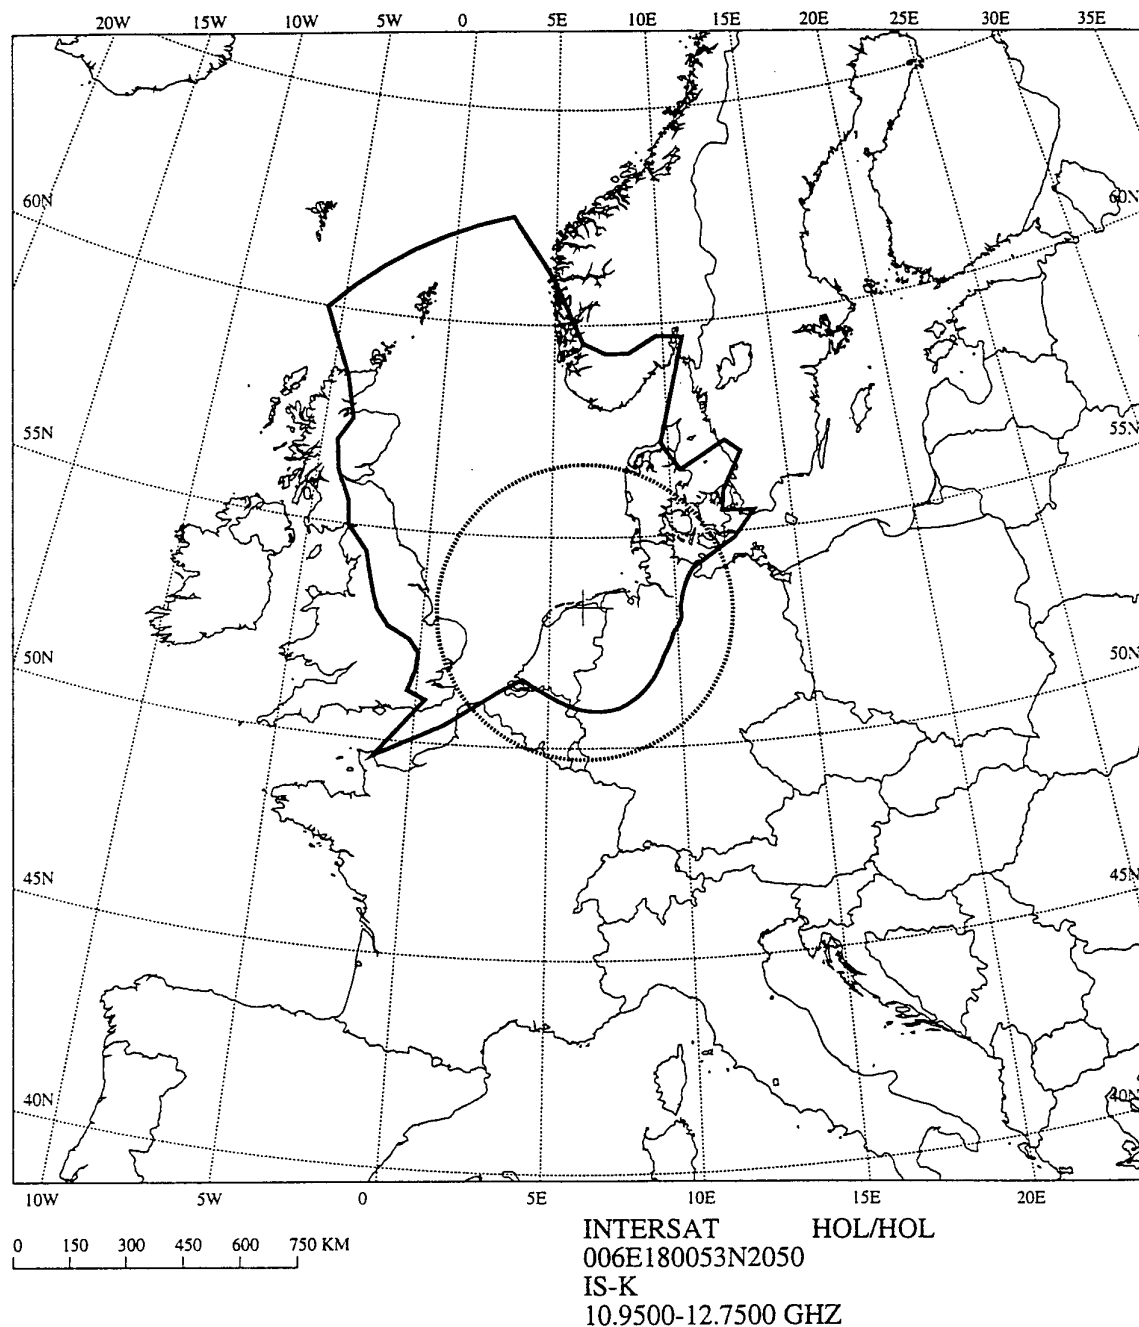 20W 15W 10W 5W 0 5E 10E 15E 20E 25E 30E 35E
60N 60N
55N 55N
50N 50N
45N 45N
40N 40N
10W 5W 0 5E 10E 15E 20E
0 150 300 450 600 750 KM
INTERSAT HOL/HOL
006E180053N2050
IS-K
10.9500-12.7500 GHZ